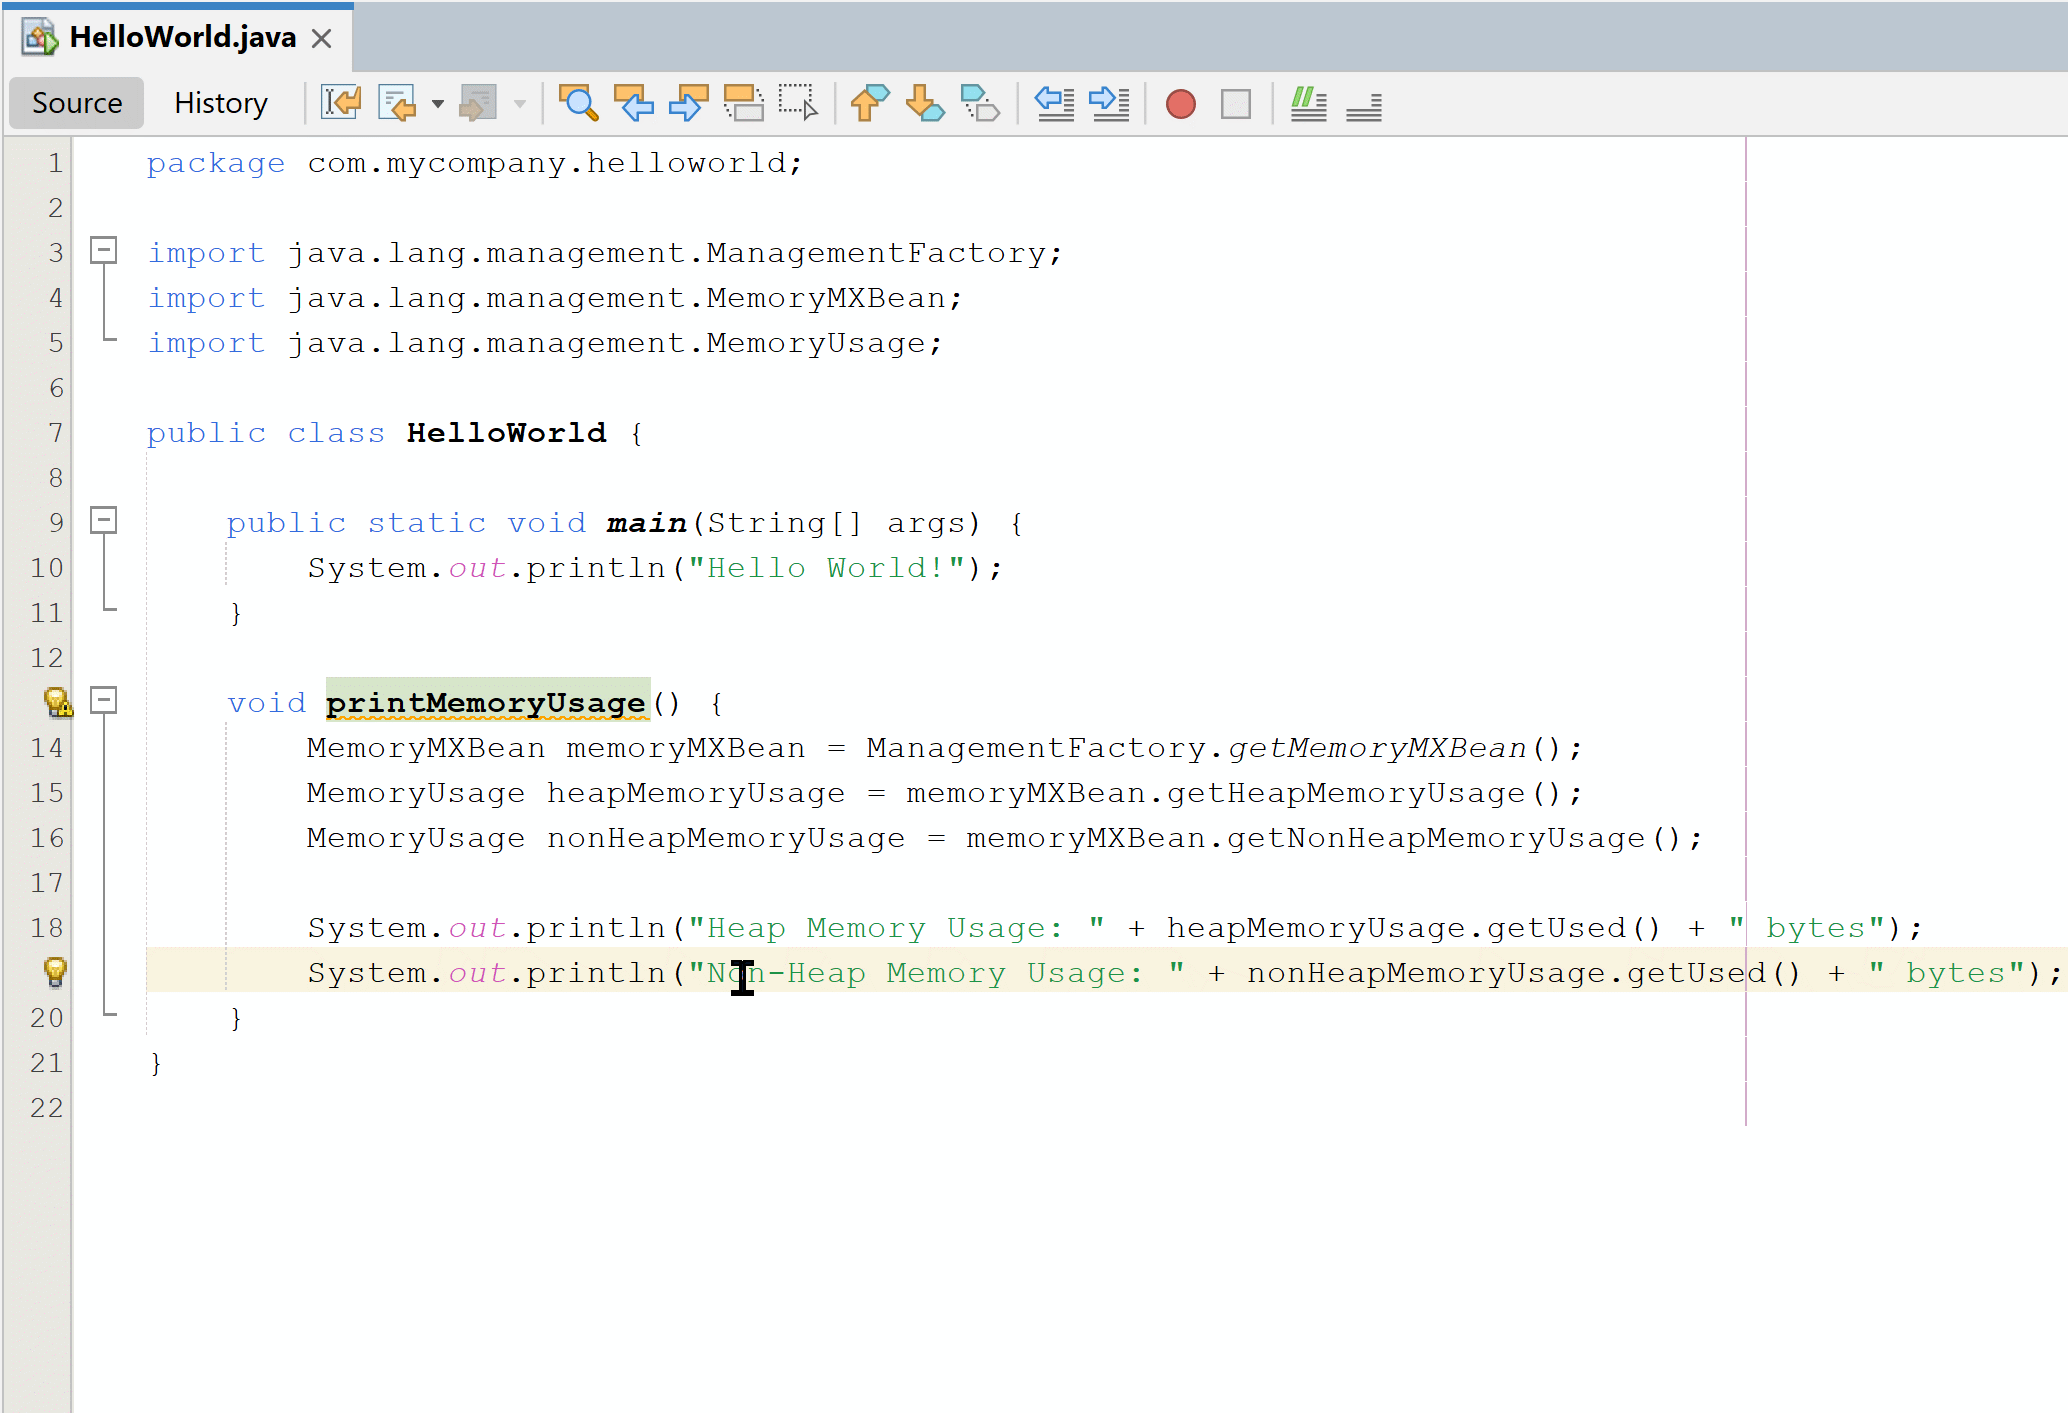 HelloWorld.java
Source History
1 package com.mycompany.helloworld;
2
3 import java.lang.management.ManagementFactory;
4 import java.lang.management.MemoryMXBean;
5 import java.lang.management.MemoryUsage;
6
7 public class HelloWorld {
8
9 public static void main(String[] args) {
10 System.out.println("Hello World!");
11 }
12
void printMemoryUsage() {
14 MemoryMXBean memoryMXBean = ManagementFactory.getMemoryMXBean();
15 MemoryUsage heapMemoryUsage = memoryMXBean.getHeapMemoryUsage();
16 MemoryUsage nonHeapMemoryUsage = memoryMXBean.getNonHeapMemoryUsage();
17
18 System.out.println("Heap Memory Usage: " + heapMemoryUsage.getUsed() + " bytes");
System.out.println("Non-Heap Memory Usage: " + nonHeapMemoryUsage.getUsed() + " bytes");
20 }
21 }
22